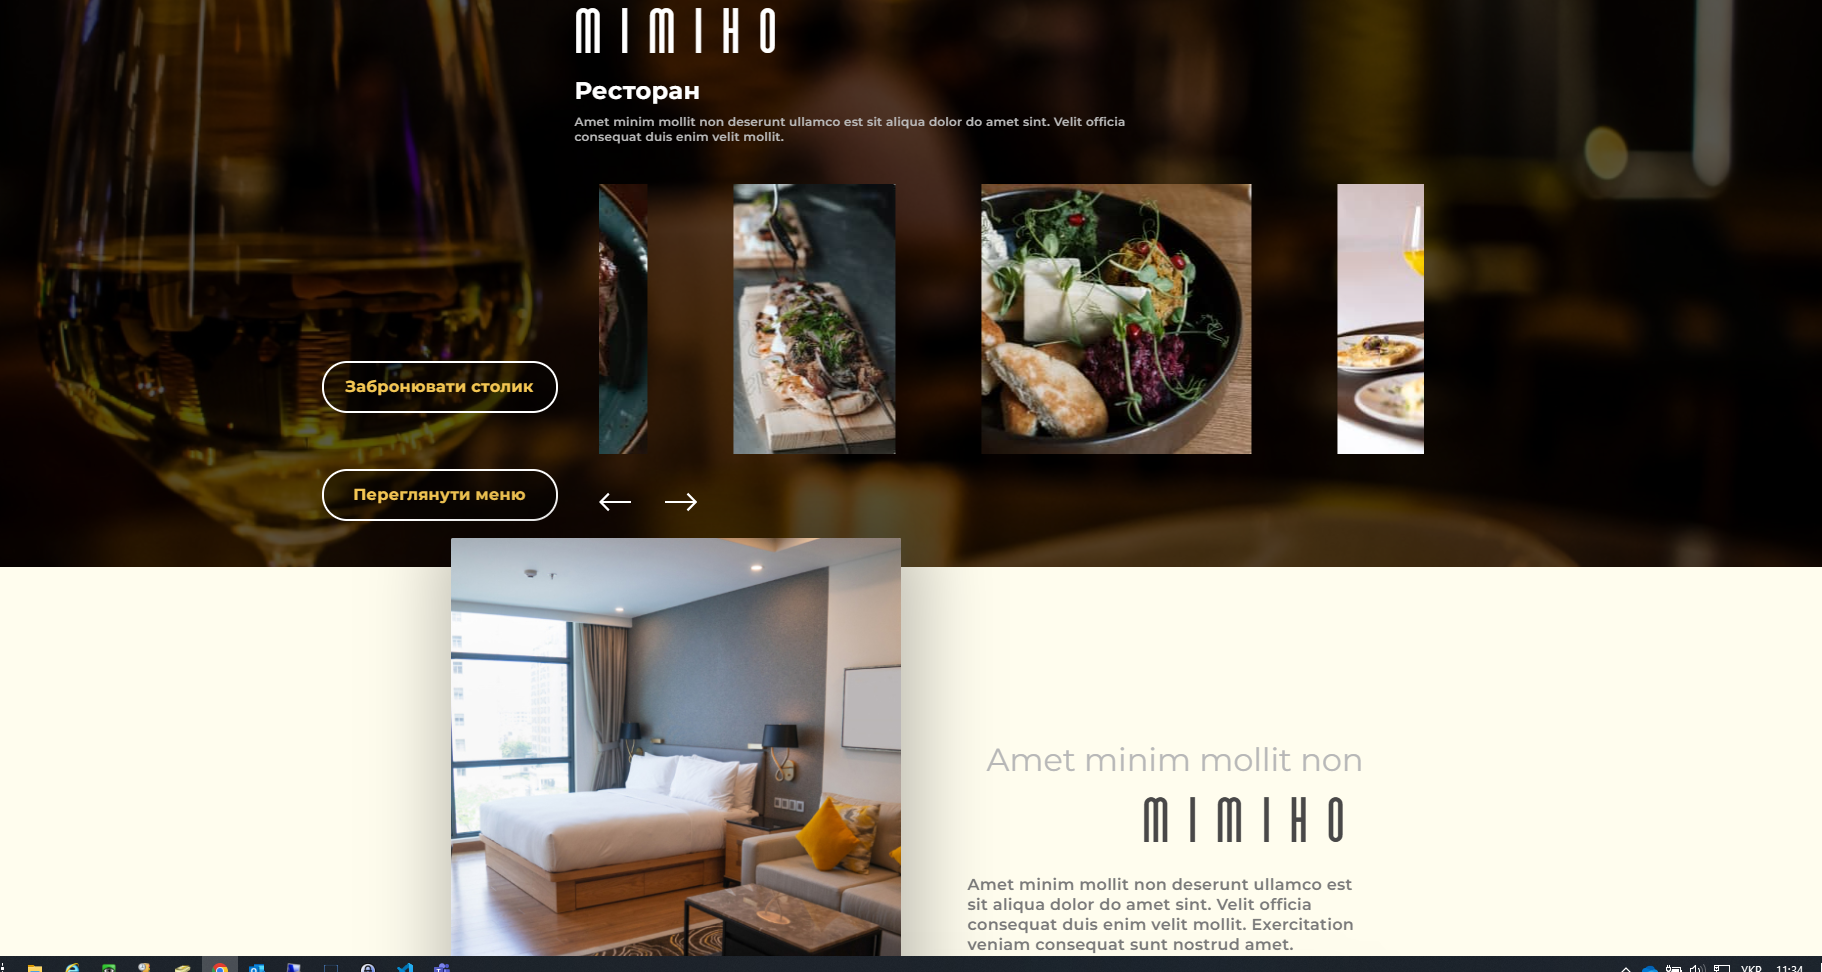 МІМІНО
Ресторан
Amet minim mollit non deserunt ullamco est sit aliqua dolor do amet sint. Velit officia
consequat duis enim velit mollit.
Забронювати столик
Переглянути меню
Amet minim mollit non
МІМІНО
Amet minim mollit non deserunt ullamco est
sit aliqua dolor do amet sint. Velit officia
consequat duis enim velit mollit. Exercitation
veniam consequat sunt nostrud amet.
УКР
11:34